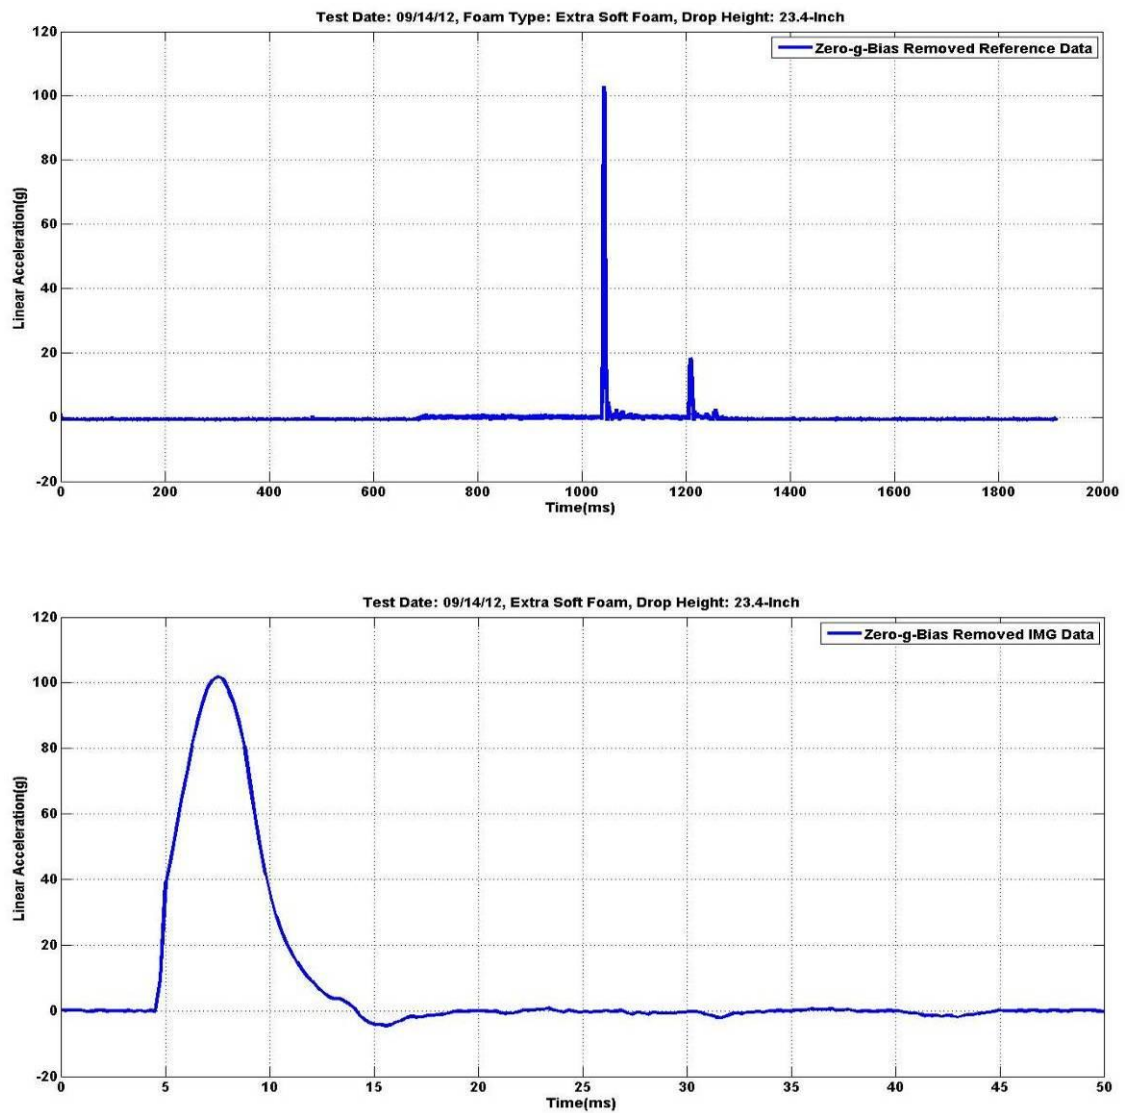 Test Date: 09/14/12, Foam Type: Extra Soft Foam, Drop Height: 23.4-Inch
120
100
80
60
40
20
0
-20
Linear Acceleration(g)
Zero-g-Bias Removed Reference Data
0 200 400 600 800 1000 1200 1400 1600 1800 2000
Time(ms)
Test Date: 09/14/12, Extra Soft Foam, Drop Height: 23.4-Inch
120
100
80
60
40
20
0
-20
Linear Acceleration(g)
Zero-g-Bias Removed IMG Data
0 5 10 15 20 25 30 35 40 45 50
Time(ms)